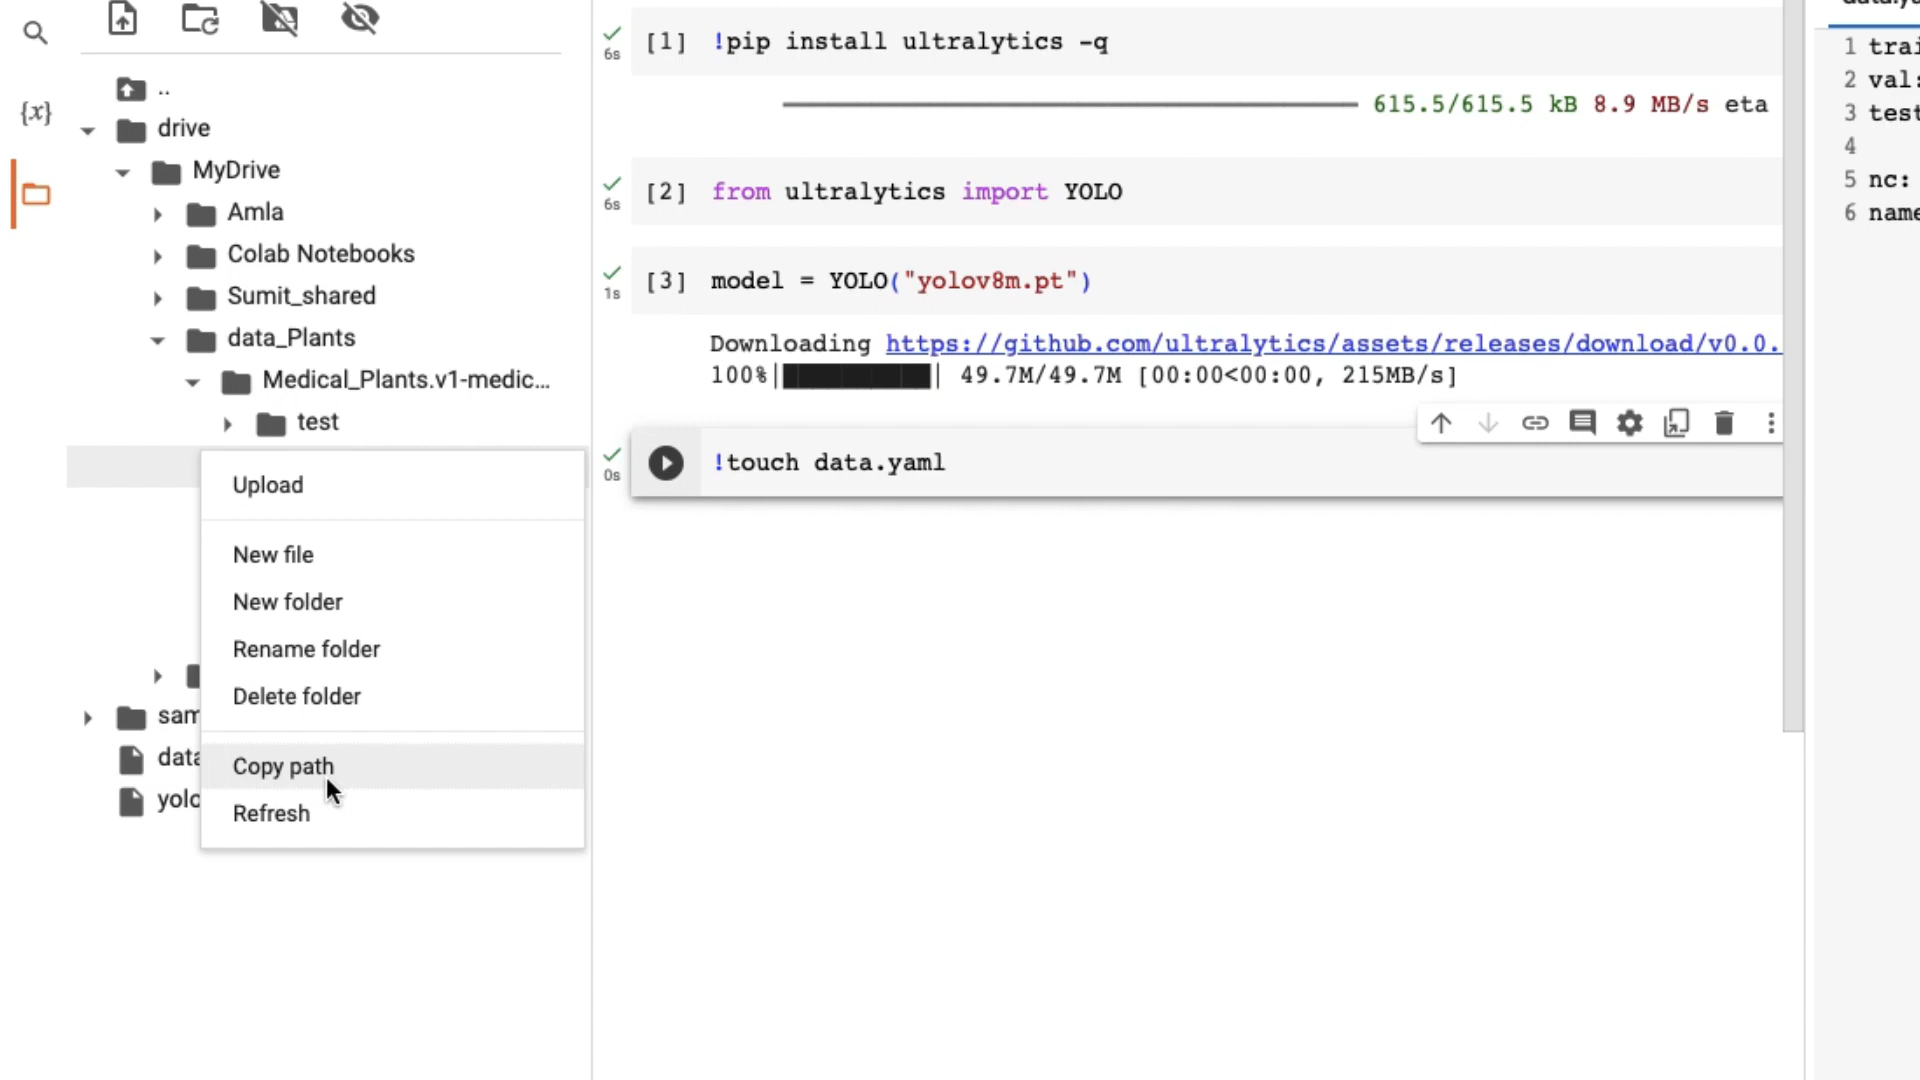 ..
drive
MyDrive
Amla
Colab Notebooks
Sumit_shared
data_Plants
Medical_Plants.v1-medic...
test
Upload
New file
New folder
Rename folder
Delete folder
Copy path
Refresh
{x}
6s
[1] !pip install ultralytics -q
615.5/615.5 kB 8.9 MB/s eta
6s
[2] from ultralytics import YOLO
1s
[3] model = YOLO("yolov8m.pt")
Downloading https://github.com/ultralytics/assets/releases/download/v0.0.
100%|██████████| 49.7M/49.7M [00:00<00:00, 215MB/s]
0s
!touch data.yaml
1
2 val:
3 test
4
5 nc:
6 name